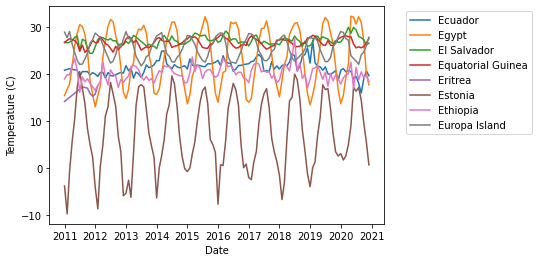 Ecuador
Egypt
El Salvador
Equatorial Guinea
Eritrea
Estonia
Ethiopia
Europa Island
Temperature (C)
30
20
10
0
−10
2011 2012 2013 2014 2015 2016 2017 2018 2019 2020 2021
Date